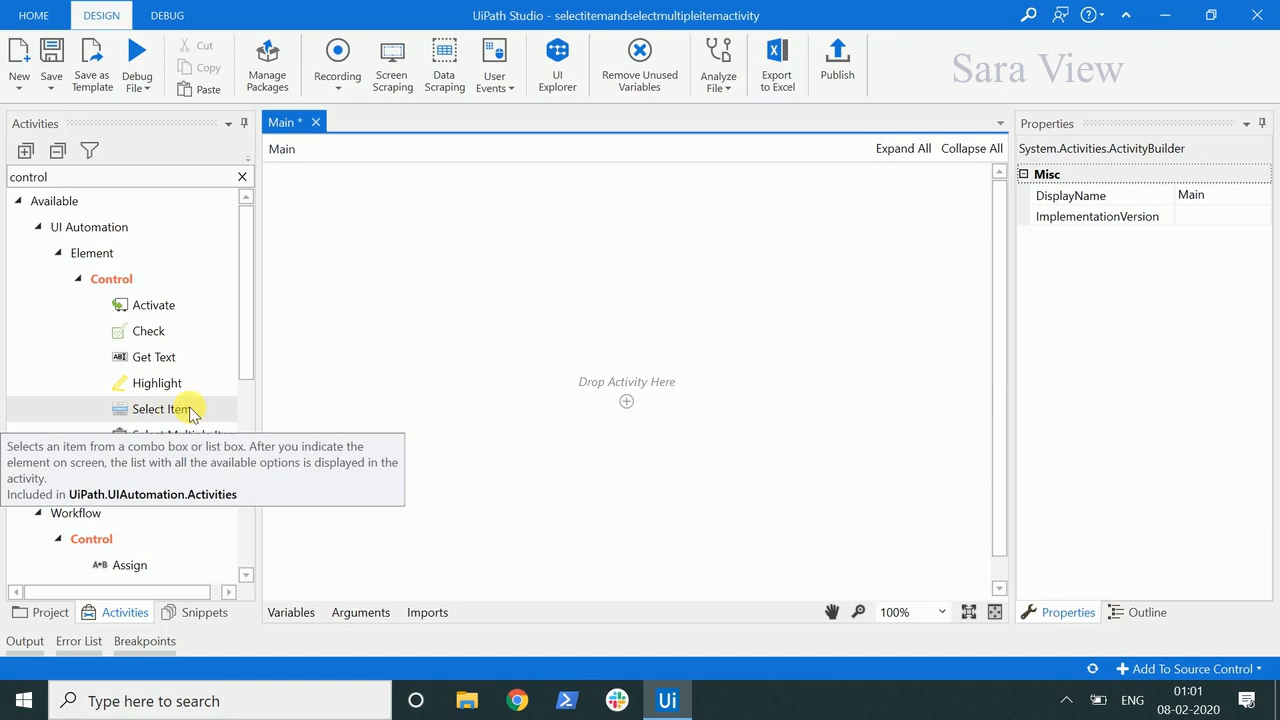 HOME
DESIGN
DEBUG
UiPath Studio - selectitemandselectmultipleitemactivity
New
Save
Save as
Template
Debug
File
Cut
Copy
Paste
Manage
Packages
Recording
Screen
Scraping
Data
Scraping
User
Events
UI
Explorer
Remove Unused
Variables
Analyze
File
Export
to Excel
Publish
Sara View
Activities
control
Available
UI Automation
Element
Control
Activate
Check
Get Text
Highlight
Select Item
Selects an item from a combo box or list box. After you indicate the
element on screen, the list with all the available options is displayed in the
activity.
Included in UiPath.UIAutomation.Activities
Workflow
Control
A*B Assign
Project
Activities
Snippets
Output
Error List
Breakpoints
Main *
Main
Expand All
Collapse All
Drop Activity Here
Variables
Arguments
Imports
100%
Properties
System.Activities.ActivityBuilder
Misc
DisplayName
Main
ImplementationVersion
Properties
Outline
Add To Source Control
Type here to search
Ui
ENG
01:01
08-02-2020